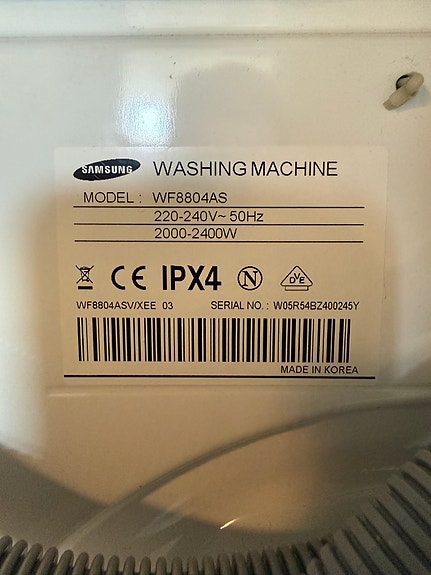 SAMSUNG WASHING MACHINE
MODEL : WF8804AS
220-240V~ 50Hz
2000-2400W
CE IPX4 N DVE
WF8804ASV/XEE 03 SERIAL NO. : W05R54BZ400245Y
MADE IN KOREA